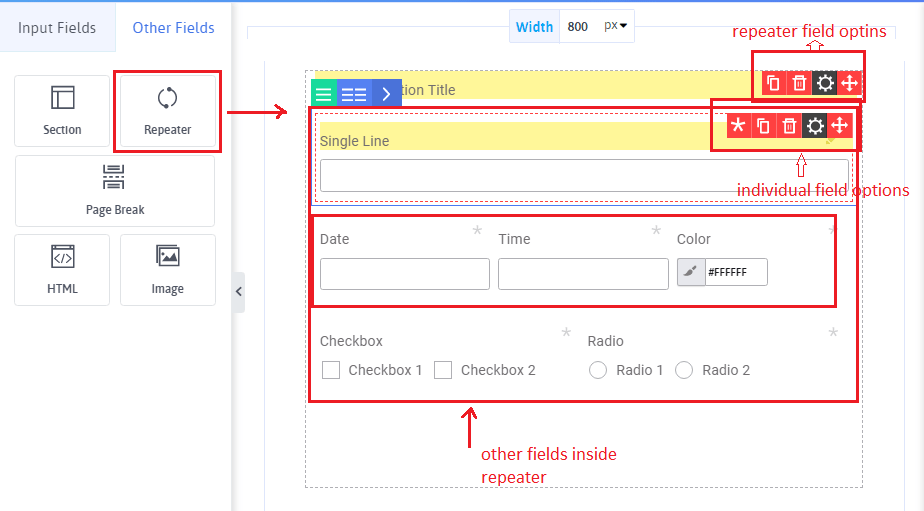 Input Fields
Other Fields
Width 800 px
repeater field optins
Section
Repeater
tion Title
Single Line
individual field options
Page Break
Date
Time
Color
#FFFFFF
HTML
Image
Checkbox
Radio
Checkbox 1
Checkbox 2
Radio 1
Radio 2
other fields inside
repeater